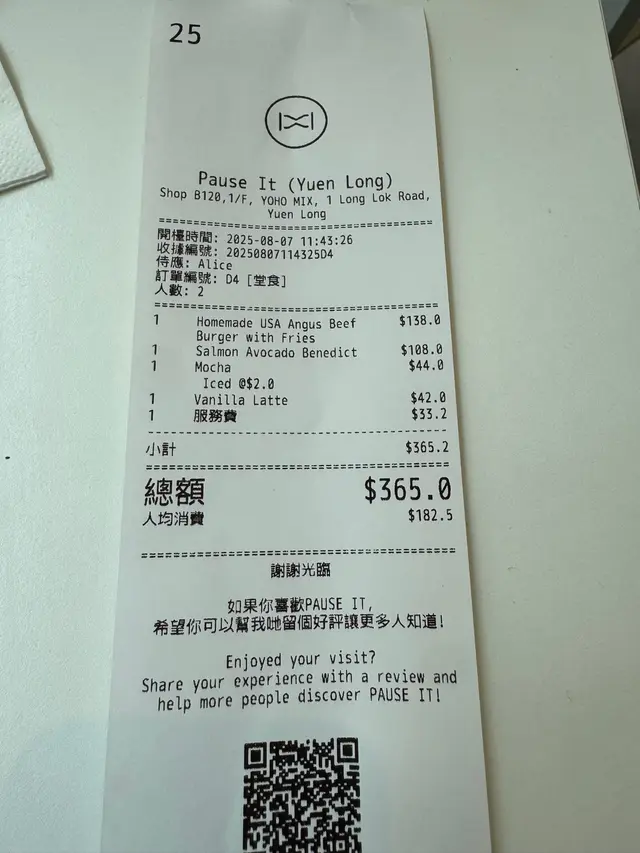 25
Pause It (Yuen Long)
Shop B120,1/F, YOHO MIX, 1 Long Lok Road,
Yuen Long
開檯時間: 2025-08-07 11:43:26
收據編號: 20250807114325D4
侍應: Alice
訂單編號: D4 [堂食]
人數: 2
1 Homemade USA Angus Beef $138.0
Burger with Fries
1 Salmon Avocado Benedict $108.0
1 Mocha $44.0
Iced @$2.0
1 Vanilla Latte $42.0
1 服務費 $33.2
小計 $365.2
總額 $365.0
人均消費 $182.5
謝謝光臨
如果你喜歡PAUSE IT,
希望你可以幫我哋留個好評讓更多人知道!
Enjoyed your visit?
Share your experience with a review and
help more people discover PAUSE IT!